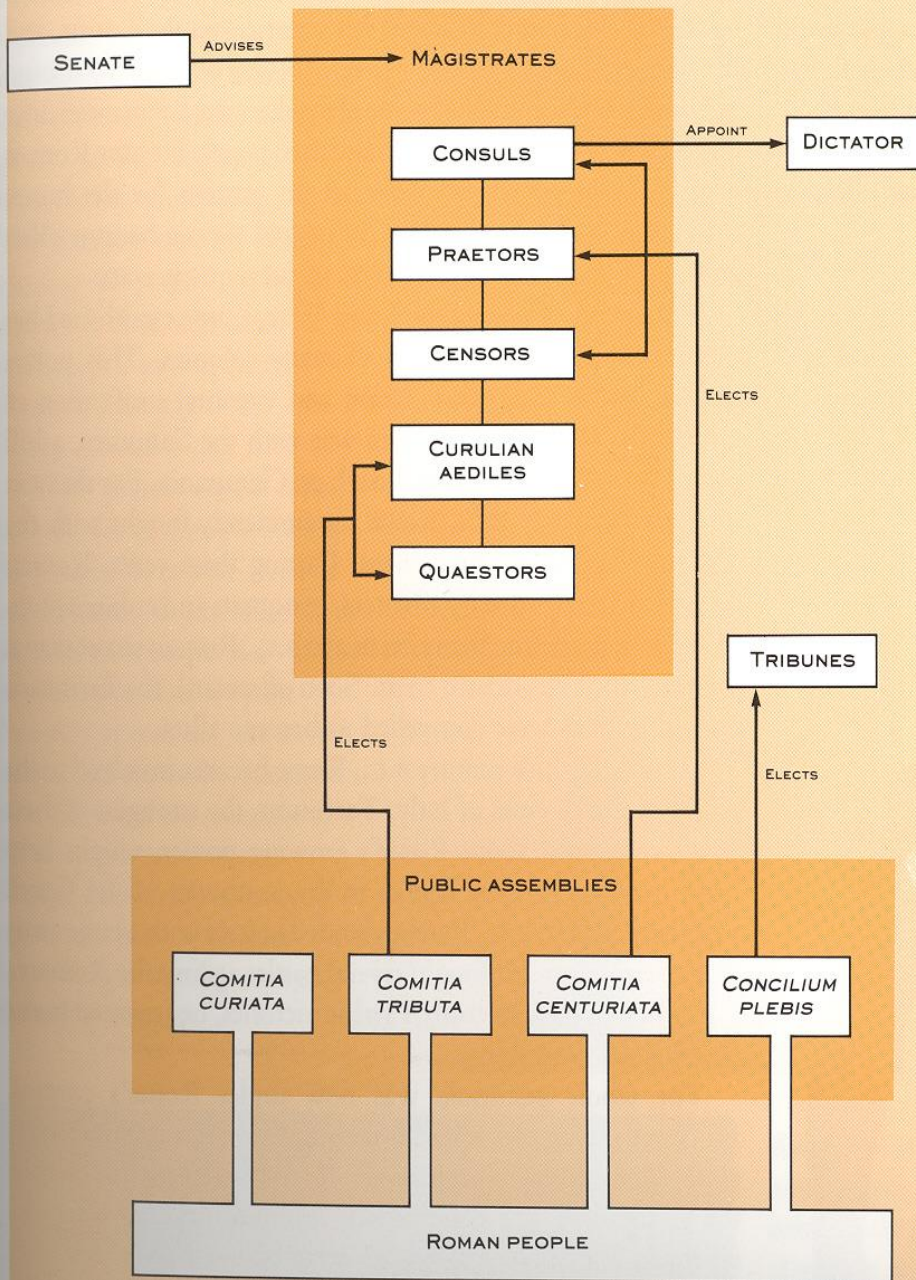 SENATE
ADVISES
MAGISTRATES
CONSULS
APPOINT
DICTATOR
PRAETORS
CENSORS
ELECTS
CURULIAN
AEDILES
QUAESTORS
TRIBUNES
ELECTS
ELECTS
PUBLIC ASSEMBLIES
COMITIA
CURIATA
COMITIA
TRIBUTA
COMITIA
CENTURIATA
CONCILIUM
PLEBIS
ROMAN PEOPLE